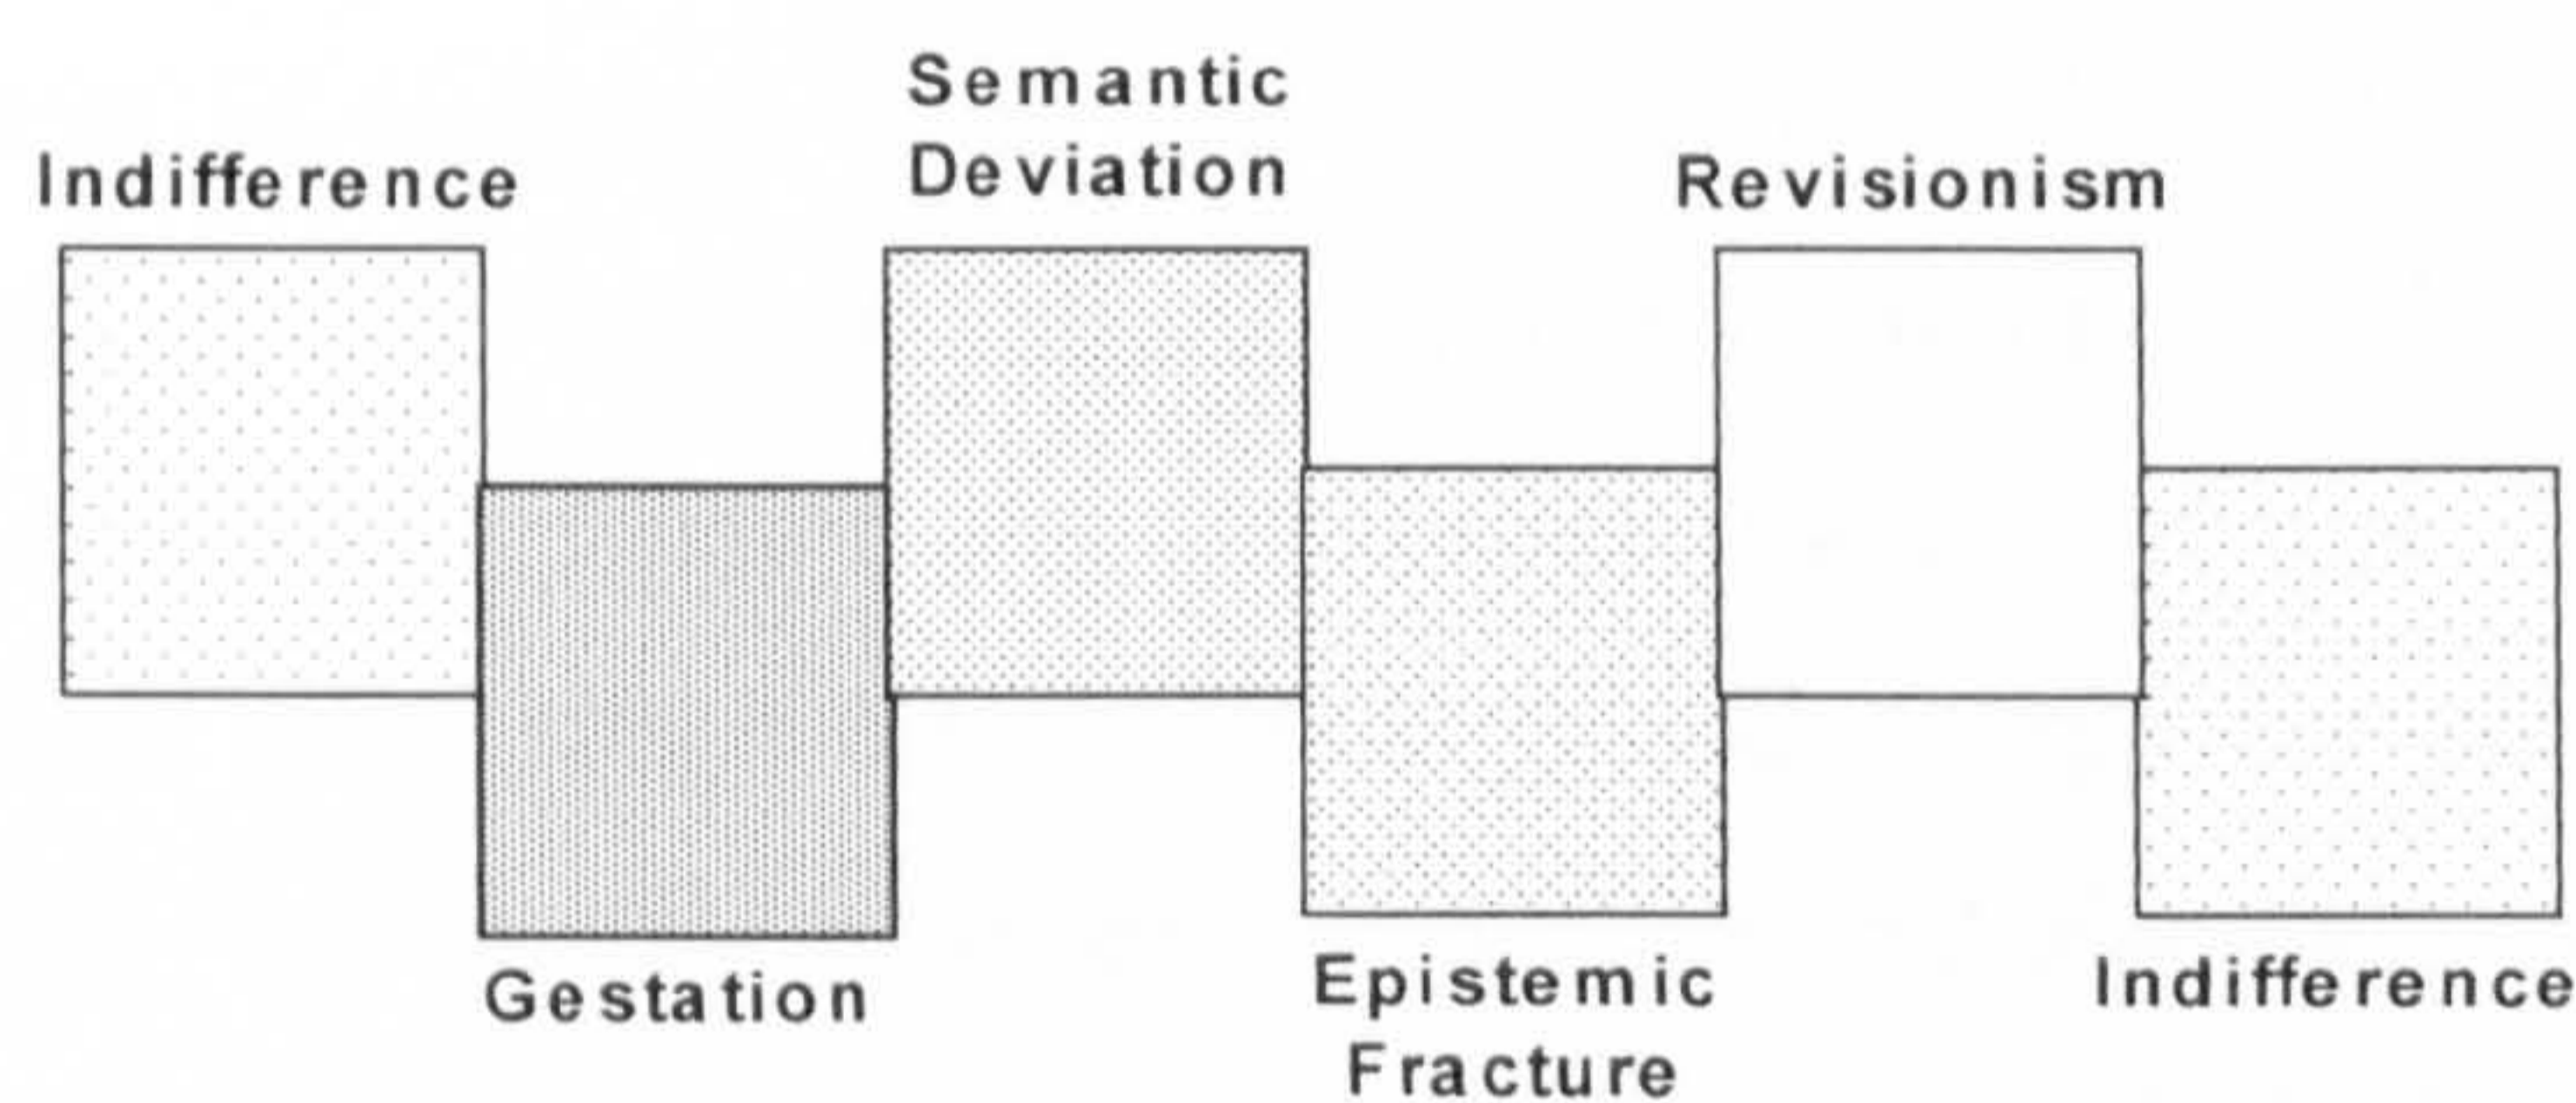 Indifference
Gestation
Semantic
Deviation
Epistemic
Fracture
Revisionism
Indifference